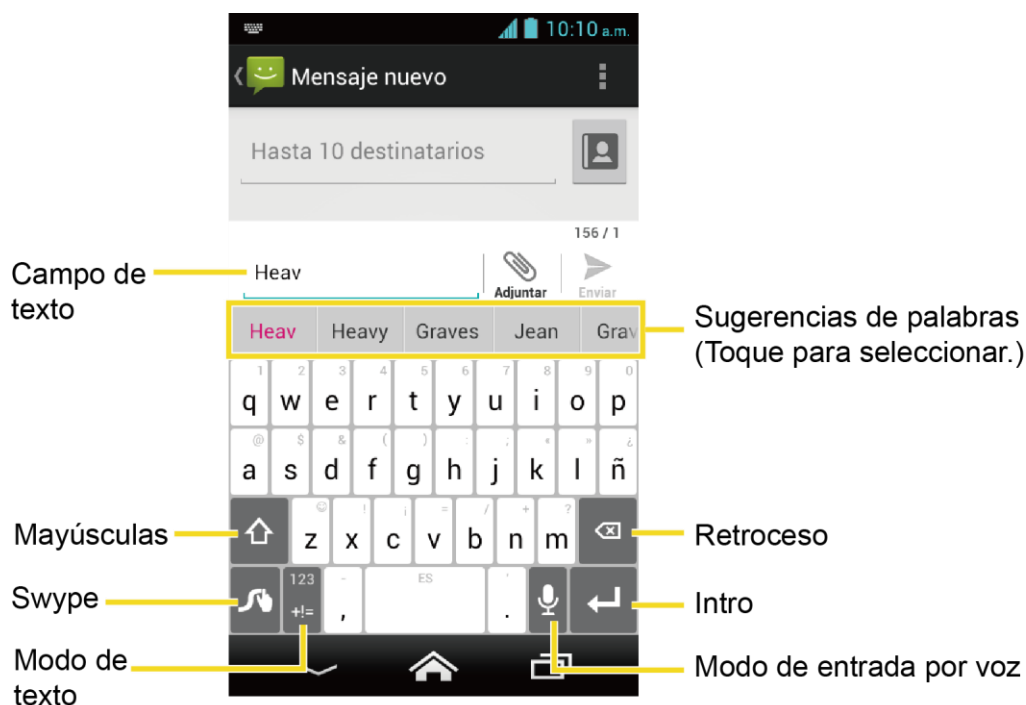 10:10 a.m.
Mensaje nuevo
Hasta 10 destinatarios
156 / 1
Campo de
texto
Heav
Adjuntar
Enviar
Heav Heavy Graves Jean Grav
Sugerencias de palabras
(Toque para seleccionar.)
1 2 3 4 5 6 7 8 9 0
q w e r t y u i o p
@ $ & ( ) : ; « » ¿
a s d f g h j k l ñ
! ¡ = / + ?
z x c v b n m
Mayúsculas
Retroceso
Swype
123 - ES '
+!= , .
Intro
Modo de
texto
Modo de entrada por voz